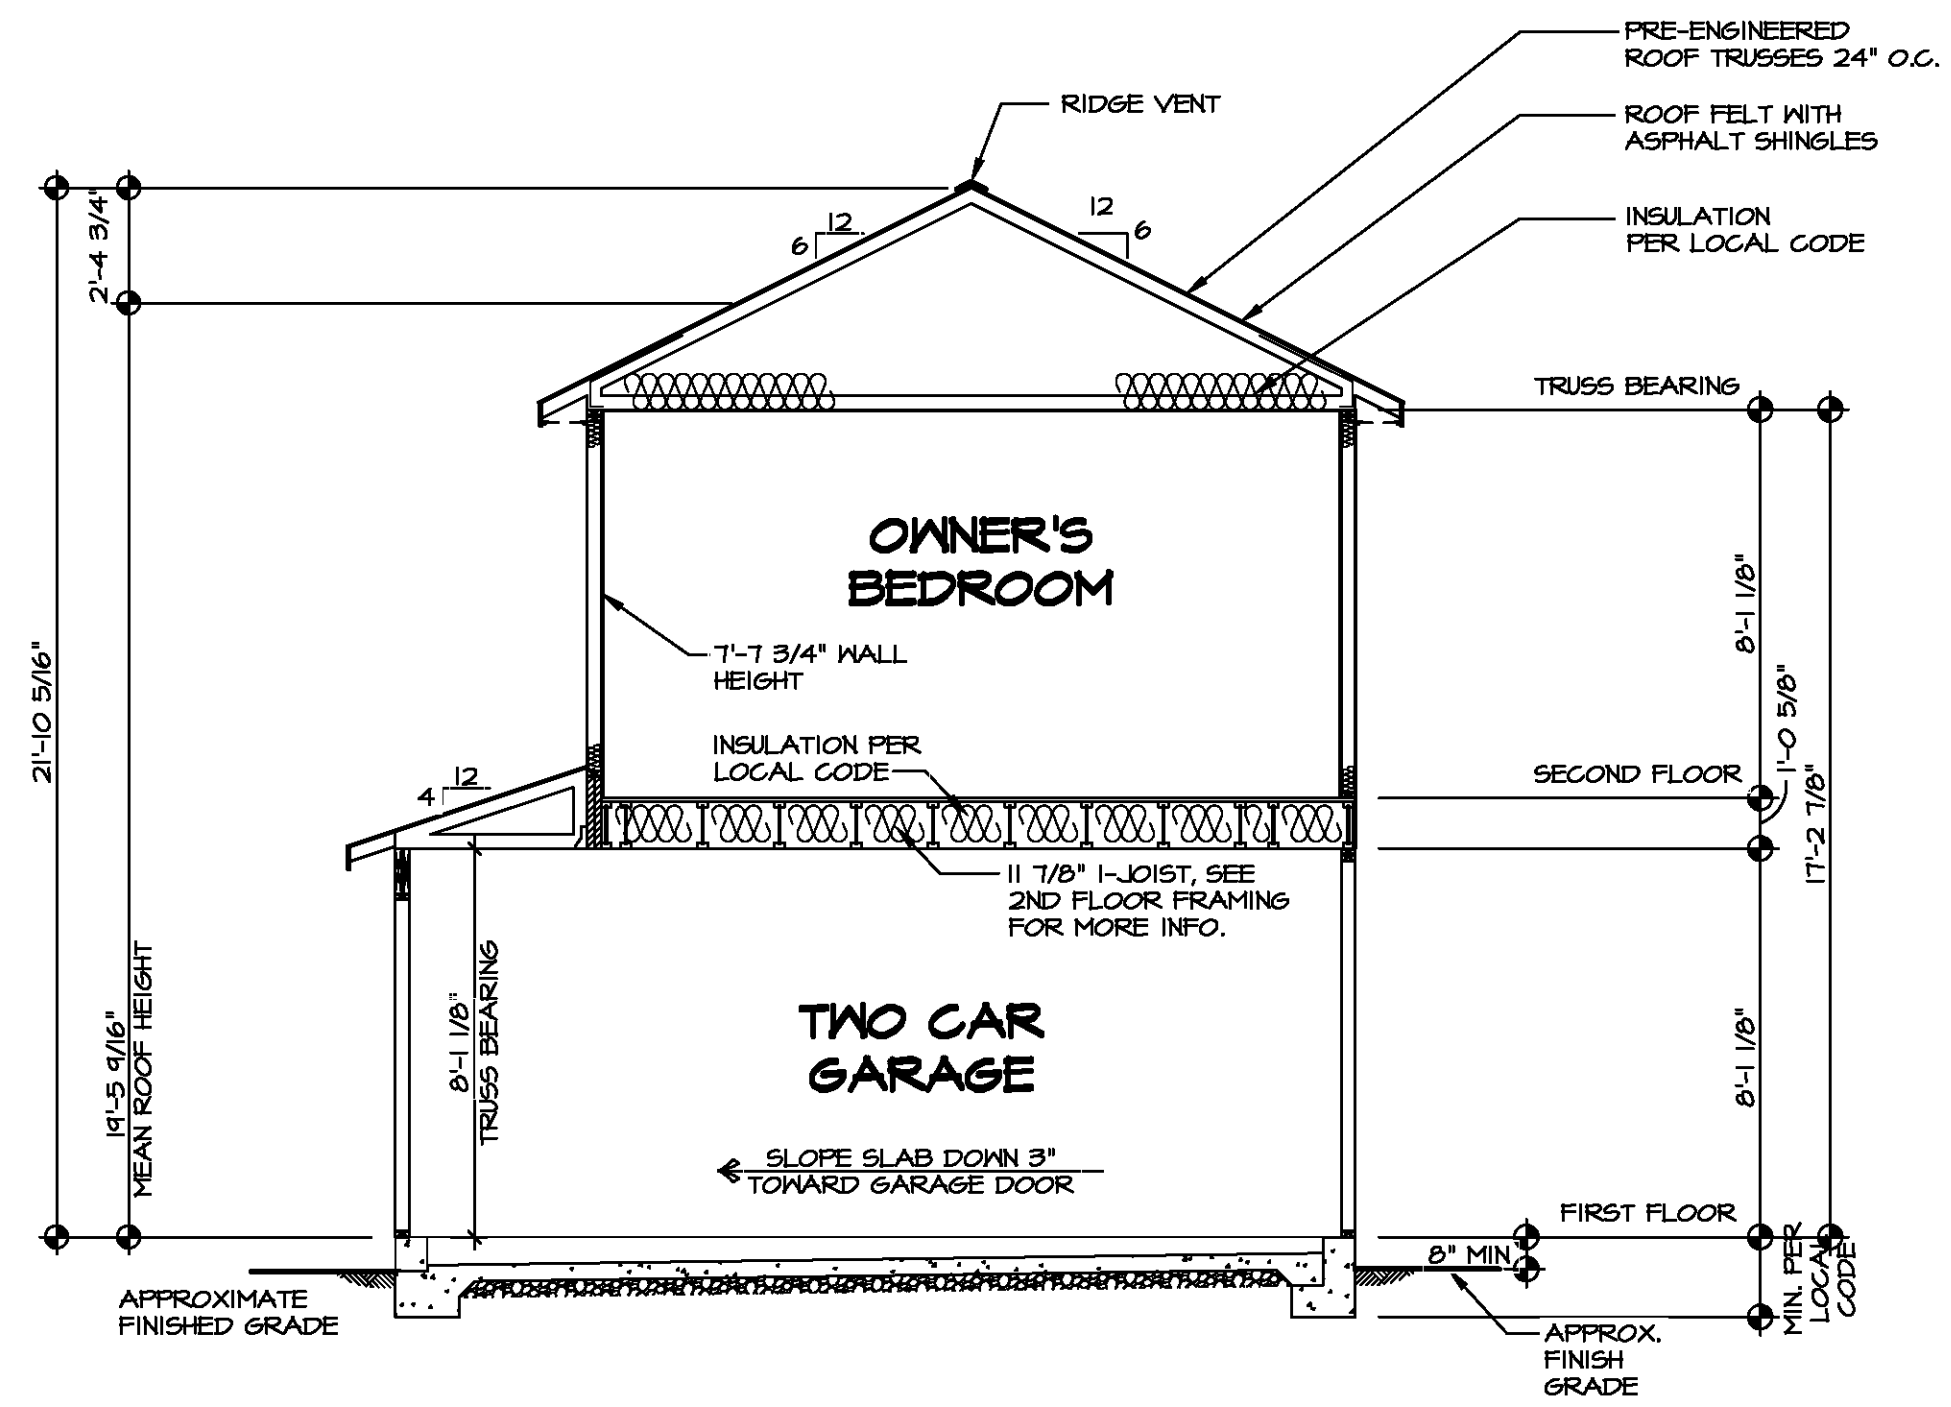 PRE-ENGINEERED
ROOF TRUSSES 24" O.C.
RIDGE VENT
ROOF FELT WITH
ASPHALT SHINGLES
2'-4 3/4"
12
6
12
6
INSULATION
PER LOCAL CODE
TRUSS BEARING
OWNER'S
BEDROOM
8'-1 1/8"
7'-7 3/4" WALL
HEIGHT
21'-10 5/16"
1'-0 5/8"
INSULATION PER
LOCAL CODE
SECOND FLOOR
12
4
17'-2 7/8"
11 7/8" I-JOIST, SEE
2ND FLOOR FRAMING
FOR MORE INFO.
19'-5 9/16"
MEAN ROOF HEIGHT
8'-1 1/8"
TRUSS BEARING
TWO CAR
GARAGE
8'-1 1/8"
SLOPE SLAB DOWN 3"
TOWARD GARAGE DOOR
FIRST FLOOR
8" MIN
MIN. PER
LOCAL
CODE
APPROXIMATE
FINISHED GRADE
APPROX.
FINISH
GRADE